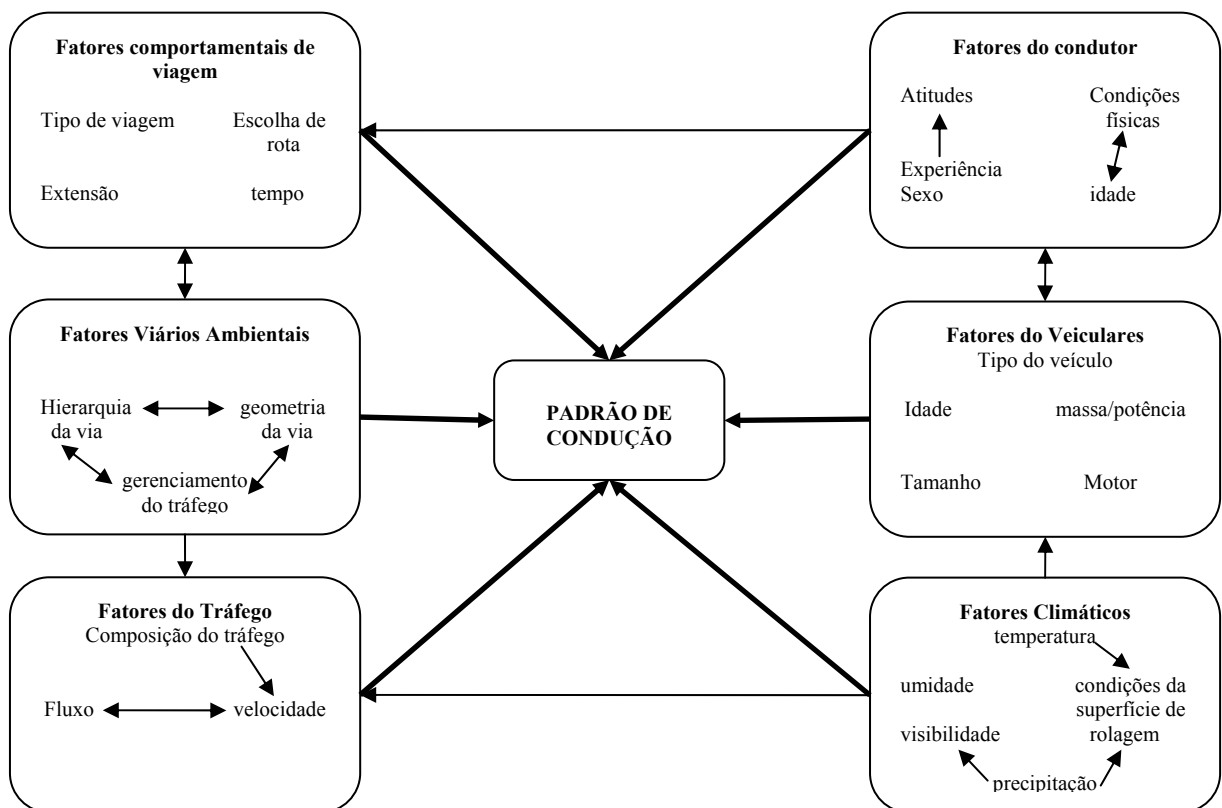 Fatores comportamentais de
viagem
Tipo de viagem
Escolha de
rota
Extensão
tempo
Fatores do condutor
Atitudes
Condições
físicas
Experiência
Sexo
idade
Fatores Viários Ambientais
Hierarquia
da via
geometria
da via
gerenciamento
do tráfego
PADRÃO DE
CONDUÇÃO
Fatores do Veiculares
Tipo do veículo
Idade
massa/potência
Tamanho
Motor
Fatores do Tráfego
Composição do tráfego
Fluxo
velocidade
Fatores Climáticos
temperatura
umidade
condições da
superfície de
rolagem
visibilidade
precipitação